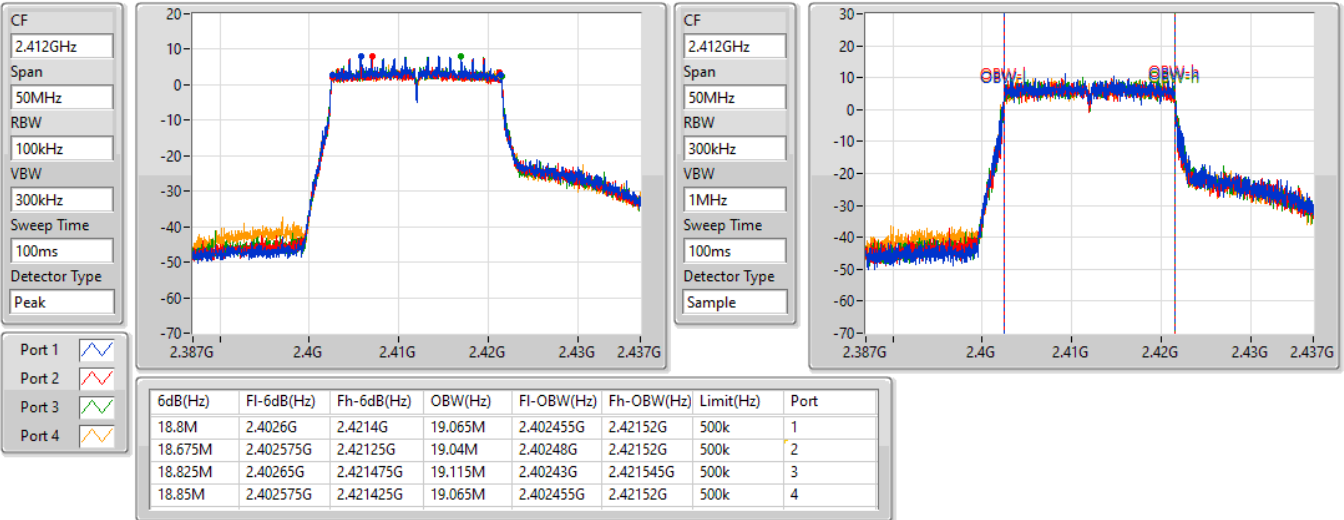 CF
2.412GHz
Span
50MHz
RBW
100kHz
VBW
300kHz
Sweep Time
100ms
Detector Type
Peak
20
10
0
-10
-20
-30
-40
-50
-60
-70
2.387G 2.4G 2.41G 2.42G 2.43G 2.437G
CF
2.412GHz
Span
50MHz
RBW
300kHz
VBW
1MHz
Sweep Time
100ms
Detector Type
Sample
30
20
10
0
-10
-20
-30
-40
-50
-60
-70
OBW-l OBW-h
2.387G 2.4G 2.41G 2.42G 2.43G 2.437G
Port 1
Port 2
Port 3
Port 4
6dB(Hz) Fl-6dB(Hz) Fh-6dB(Hz) OBW(Hz) Fl-OBW(Hz) Fh-OBW(Hz) Limit(Hz) Port
18.8M 2.4026G 2.4214G 19.065M 2.402455G 2.42152G 500k 1
18.675M 2.402575G 2.42125G 19.04M 2.40248G 2.42152G 500k 2
18.825M 2.40265G 2.421475G 19.115M 2.40243G 2.421545G 500k 3
18.85M 2.402575G 2.421425G 19.065M 2.402455G 2.42152G 500k 4